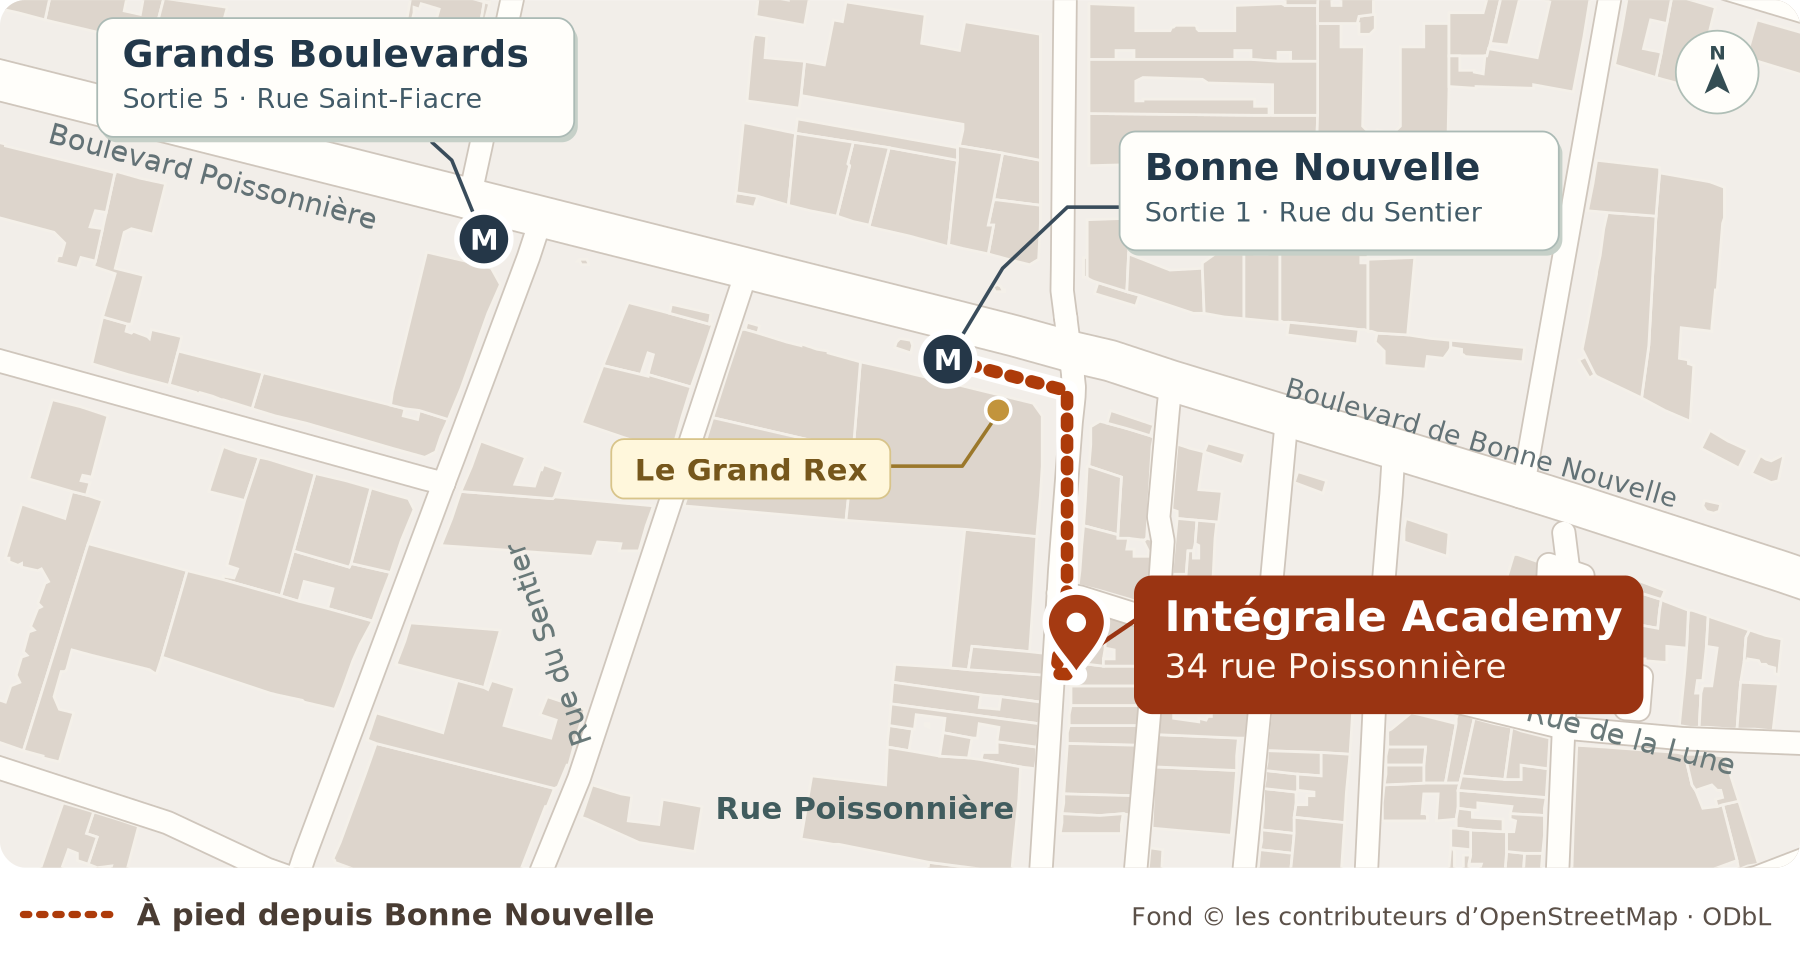 Grands Boulevards
Sortie 5 · Rue Saint-Fiacre
N
Boulevard Poissonnière
M
Bonne Nouvelle
Sortie 1 · Rue du Sentier
M
Boulevard de Bonne Nouvelle
Le Grand Rex
Rue du Sentier
Intégrale Academy
34 rue Poissonnière
Rue de la Lune
Rue Poissonnière
À pied depuis Bonne Nouvelle
Fond © les contributeurs d’OpenStreetMap · ODbL